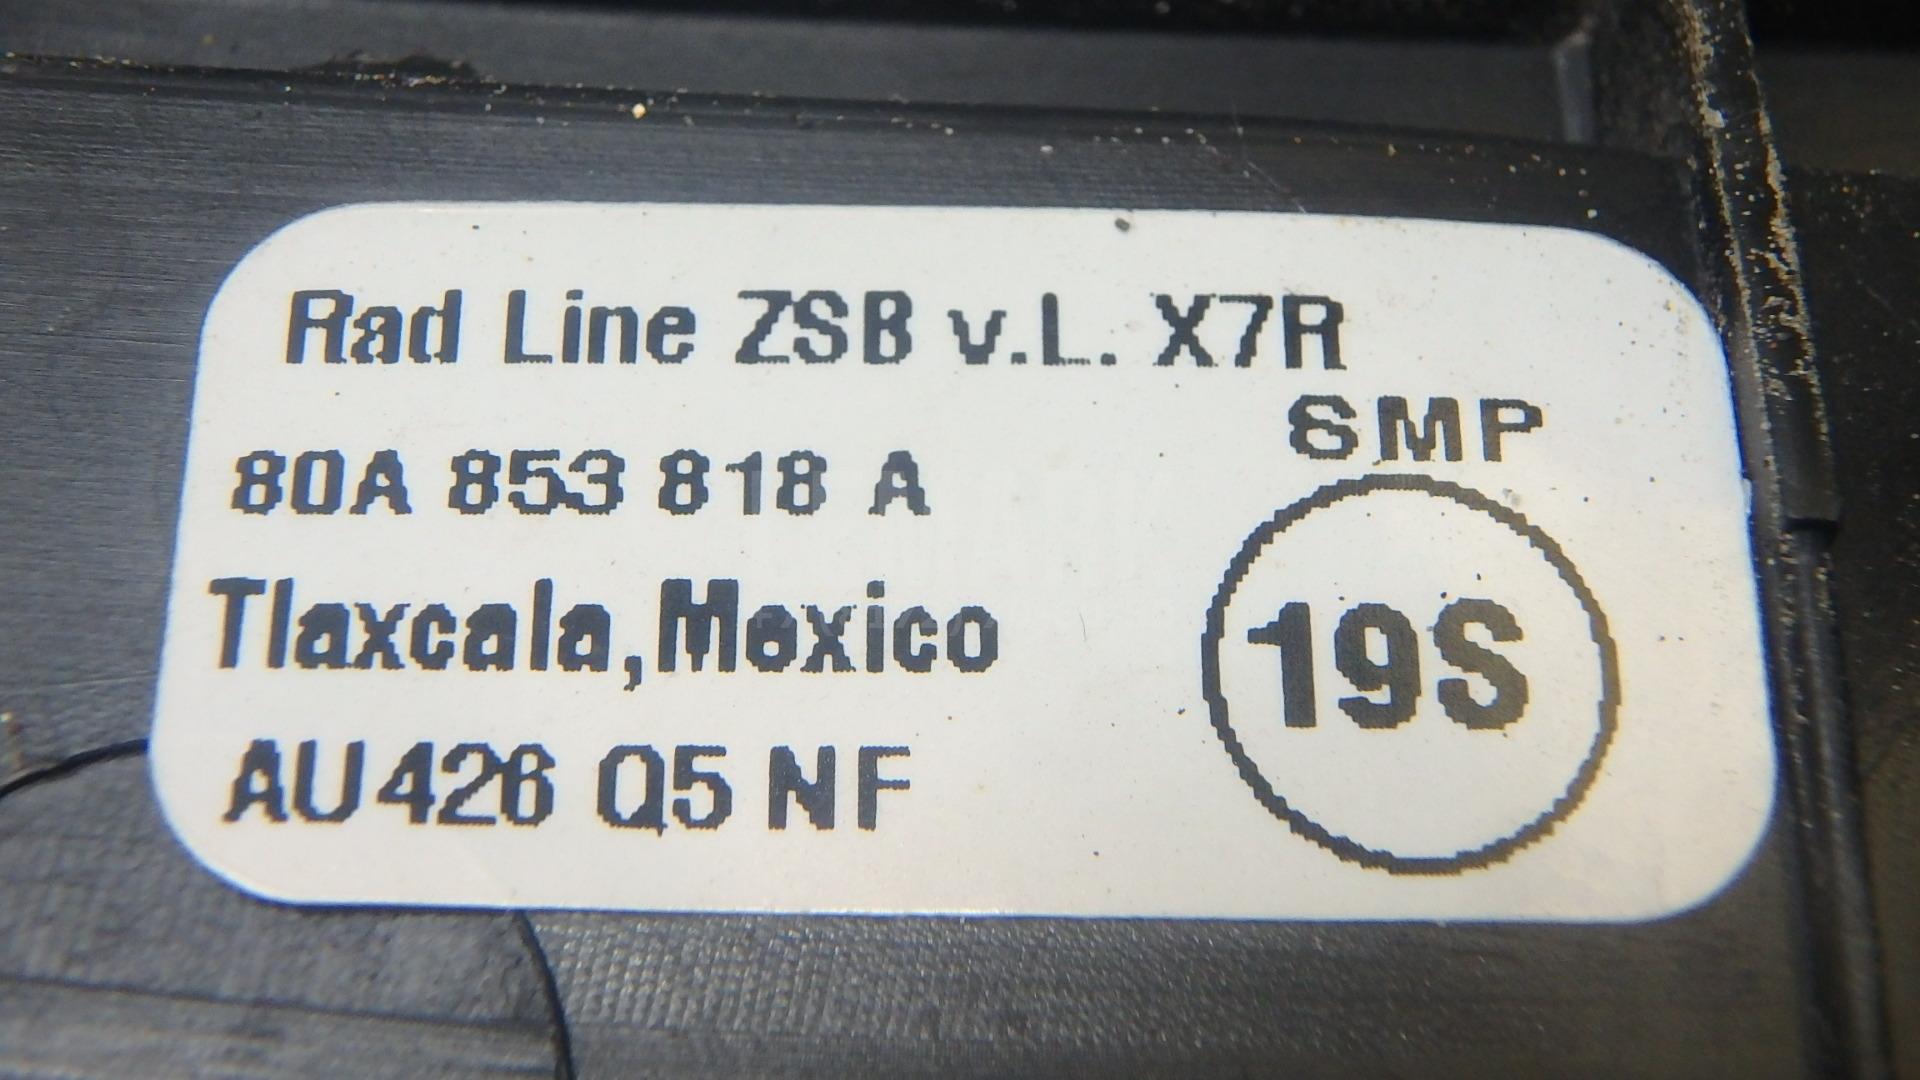 Rad Line ZSB v.L. X7R
SMP
80A 853 818 A
Tlaxcala,Mexico
19S
AU426 Q5 NF